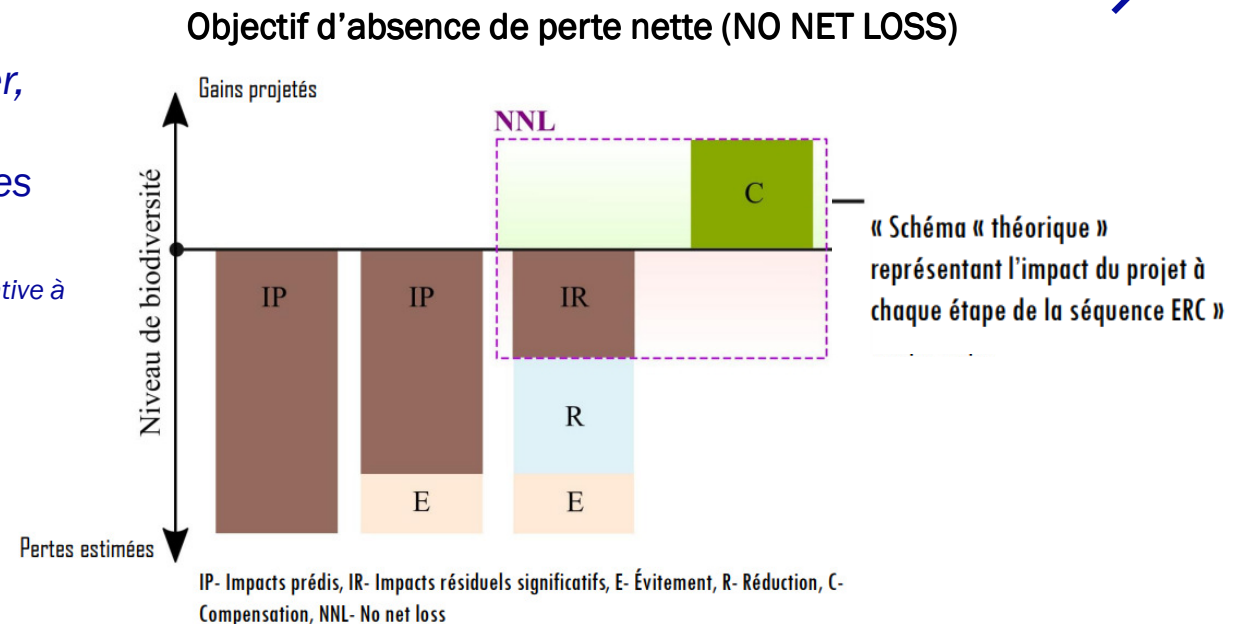 Objectif d’absence de perte nette (NO NET LOSS)
r,
es
tive à
Gains projetés
NNL
C
Niveau de biodiversité
IP
IP
IR
R
E
E
Pertes estimées
« Schéma « théorique »
représentant l’impact du projet à
chaque étape de la séquence ERC »
IP- Impacts prédis, IR- Impacts résiduels significatifs, E- Évitement, R- Réduction, C-
Compensation, NNL- No net loss